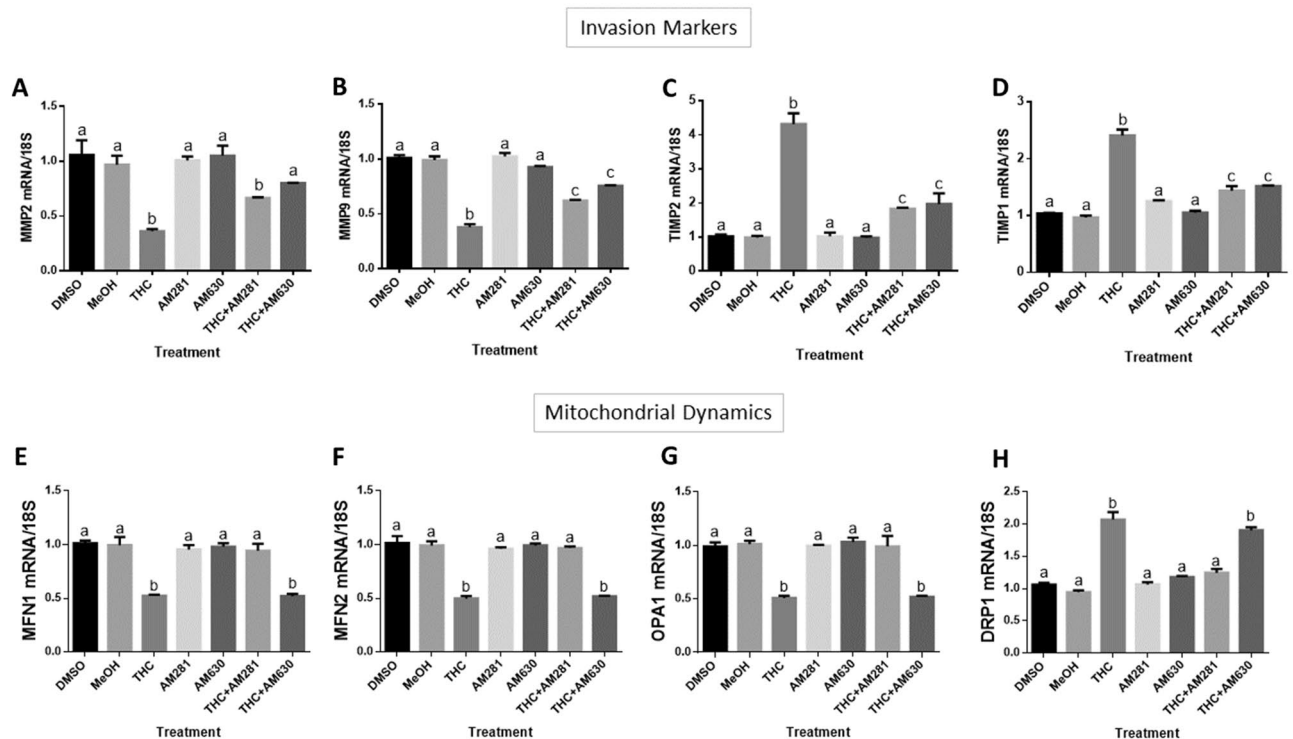 Invasion Markers
A
MMP2 mRNA/18S
1.5
1.0
0.5
0.0
a
a
b
a
a
b
a
DMSO
MeOH
THC
AM281
AM630
THC+AM281
THC+AM630
Treatment
B
MMP9 mRNA/18S
1.5
1.0
0.5
0.0
a
a
b
a
a
c
c
DMSO
MeOH
THC
AM281
AM630
THC+AM281
THC+AM630
Treatment
C
TIMP2 mRNA/18S
5
4
3
2
1
0
a
a
b
a
a
c
c
DMSO
MeOH
THC
AM281
AM630
THC+AM281
THC+AM630
Treatment
D
TIMP1 mRNA/18S
3
2
1
0
a
a
b
a
a
c
c
DMSO
MeOH
THC
AM281
AM630
THC+AM281
THC+AM630
Treatment
Mitochondrial Dynamics
E
MFN1 mRNA/18S
1.5
1.0
0.5
0.0
a
a
b
a
a
a
b
DMSO
MeOH
THC
AM281
AM630
THC+AM281
THC+AM630
Treatment
F
MFN2 mRNA/18S
1.5
1.0
0.5
0.0
a
a
b
a
a
a
b
DMSO
MeOH
THC
AM281
AM630
THC+AM281
THC+AM630
Treatment
G
OPA1 mRNA/18S
1.5
1.0
0.5
0.0
a
a
b
a
a
a
b
DMSO
MeOH
THC
AM281
AM630
THC+AM281
THC+AM630
Treatment
H
DRP1 mRNA/18S
2.5
2.0
1.5
1.0
0.5
0.0
a
a
b
a
a
a
b
DMSO
MeOH
THC
AM281
AM630
THC+AM281
THC+AM630
Treatment